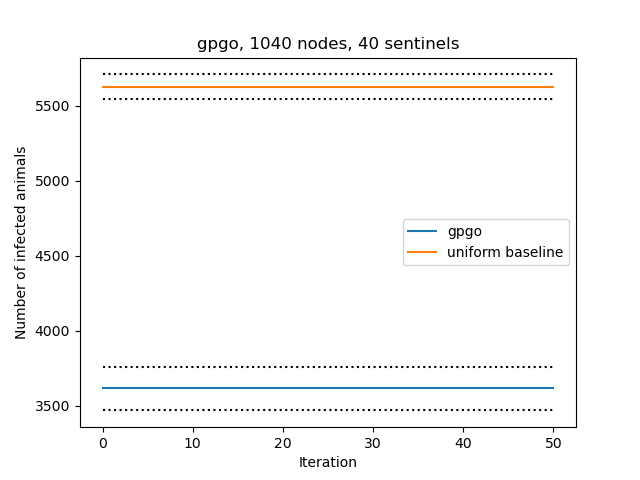 gpgo, 1040 nodes, 40 sentinels
Number of infected animals
5500
5000
4500
4000
3500
gpgo
uniform baseline
0 10 20 30 40 50
Iteration